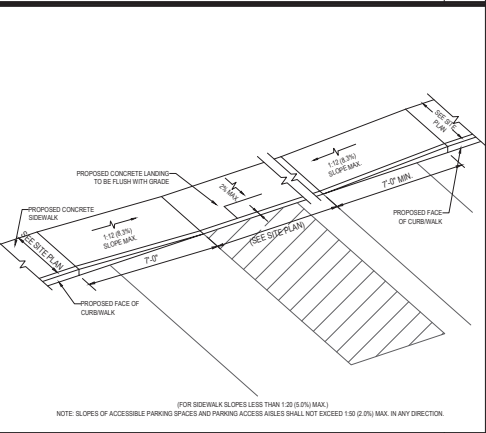 SEE SITE
PLAN
1:12 (8.3%)
SLOPE MAX.
7'-0" MIN.
PROPOSED CONCRETE LANDING
TO BE FLUSH WITH GRADE
2% MAX.
PROPOSED FACE
OF CURB/WALK
PROPOSED CONCRETE
SIDEWALK
1:12 (8.3%)
SLOPE MAX.
(SEE SITE PLAN)
SEE SITE PLAN
7'-0"
PROPOSED FACE OF
CURB/WALK
(FOR SIDEWALK SLOPES LESS THAN 1:20 (5.0%) MAX.)
NOTE: SLOPES OF ACCESSIBLE PARKING SPACES AND PARKING ACCESS AISLES SHALL NOT EXCEED 1:50 (2.0%) MAX. IN ANY DIRECTION.